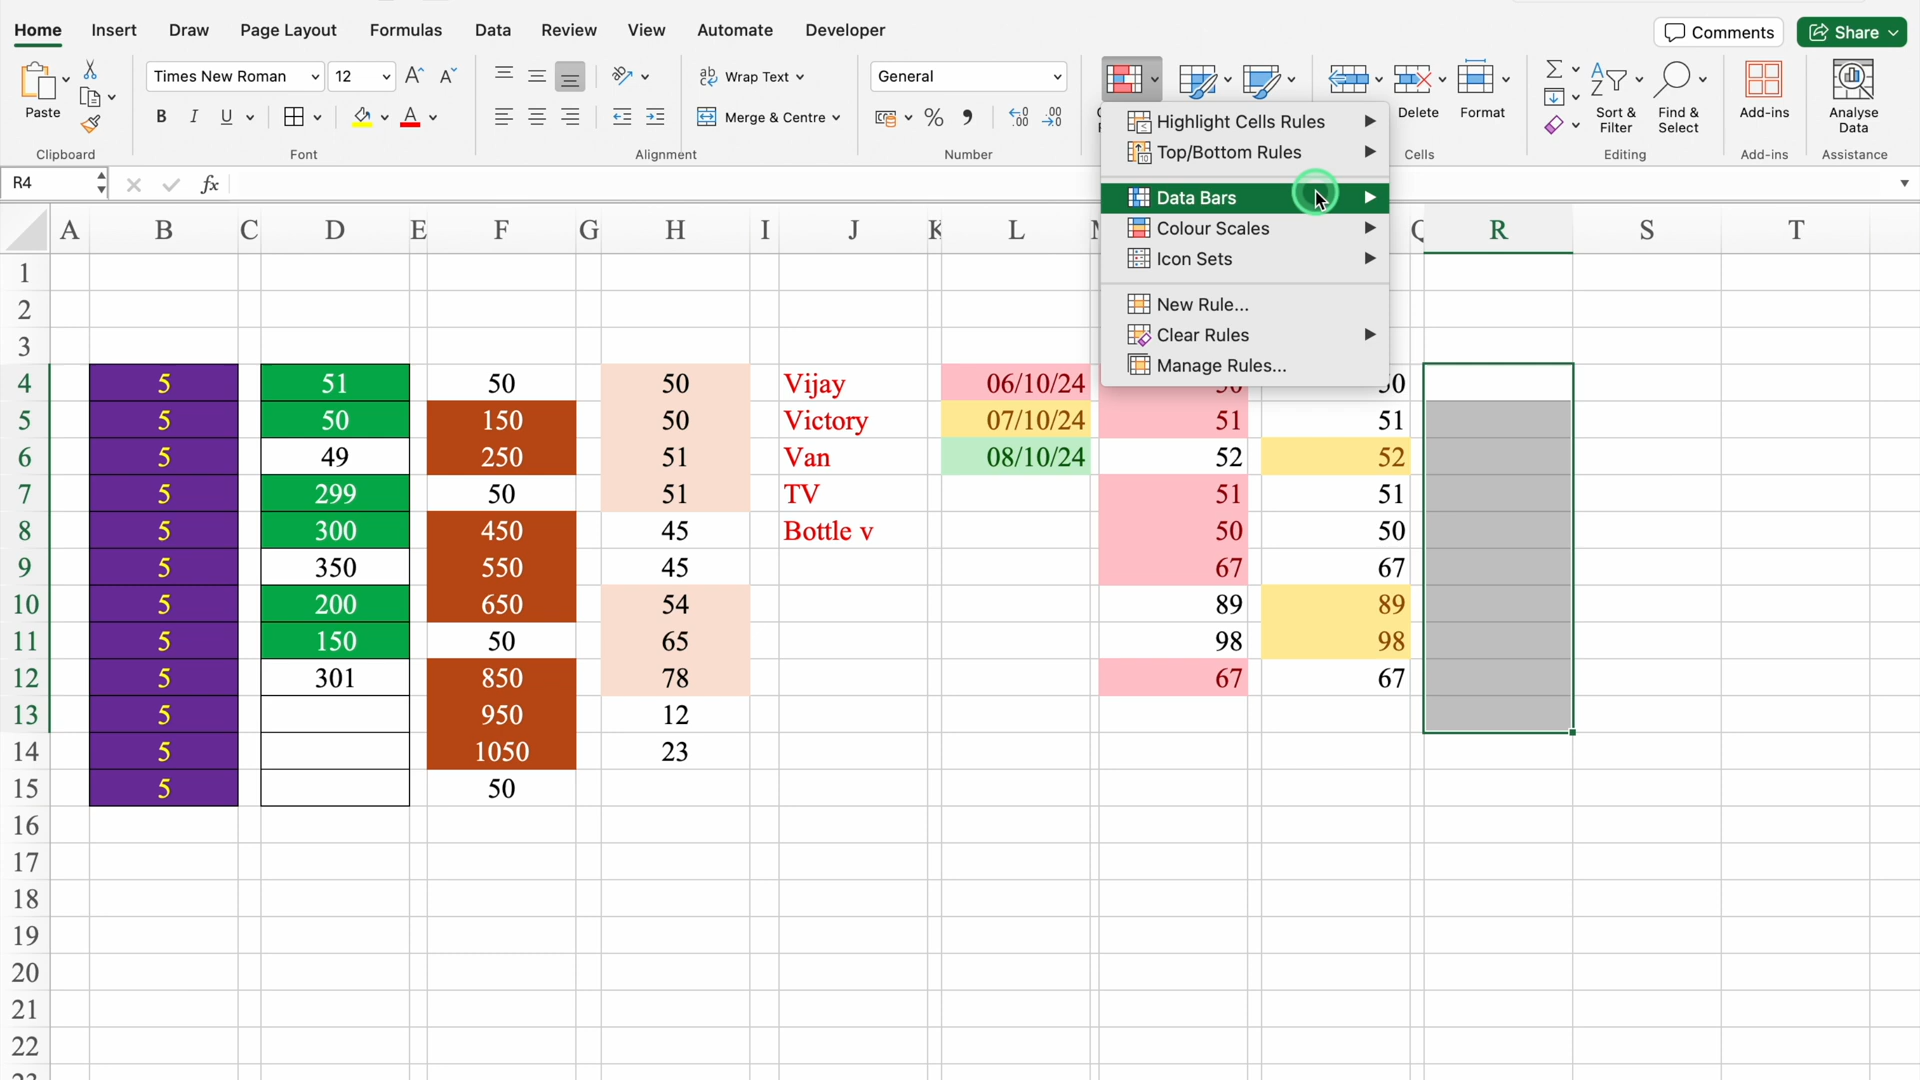 Home Insert Draw Page Layout Formulas Data Review View Automate Developer Comments Share
Times New Roman 12 Wrap Text General
Paste B I U Merge & Centre % Delete Format Sort & Filter Find & Select Add-ins Analyse Data
Clipboard Font Alignment Number Cells Editing Add-ins Assistance
Highlight Cells Rules
Top/Bottom Rules
Data Bars
Colour Scales
Icon Sets
New Rule...
Clear Rules
Manage Rules...
R4 fx
A B C D E F G H I J K L R S T
1
2
3
4 5 51 50 50 Vijay 06/10/24
5 5 50 150 50 Victory 07/10/24 51 51
6 5 49 250 51 Van 08/10/24 52 52
7 5 299 50 51 TV 51 51
8 5 300 450 45 Bottle v 50 50
9 5 350 550 45 67 67
10 5 200 650 54 89 89
11 5 150 50 65 98 98
12 5 301 850 78 67 67
13 5 950 12
14 5 1050 23
15 5 50
16
17
18
19
20
21
22